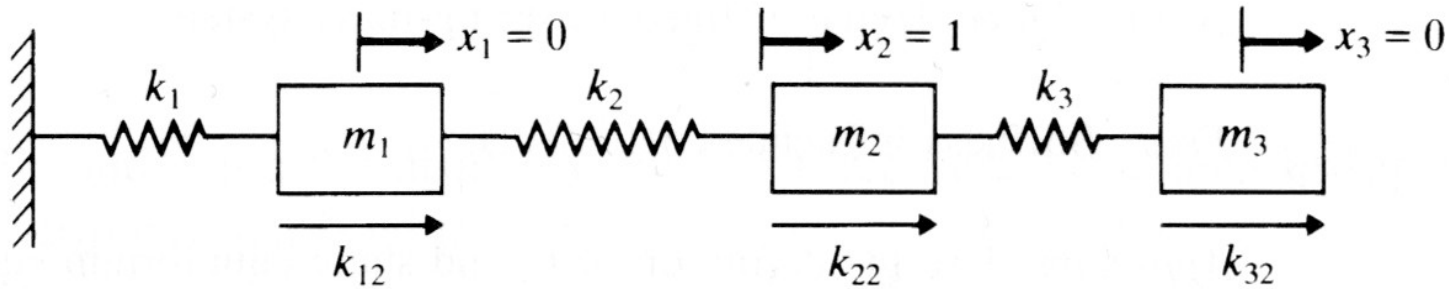 x₁ = 0 x₂ = 1 x₃ = 0
k₁ k₂ k₃
m₁ m₂ m₃
k₁₂ k₂₂ k₃₂